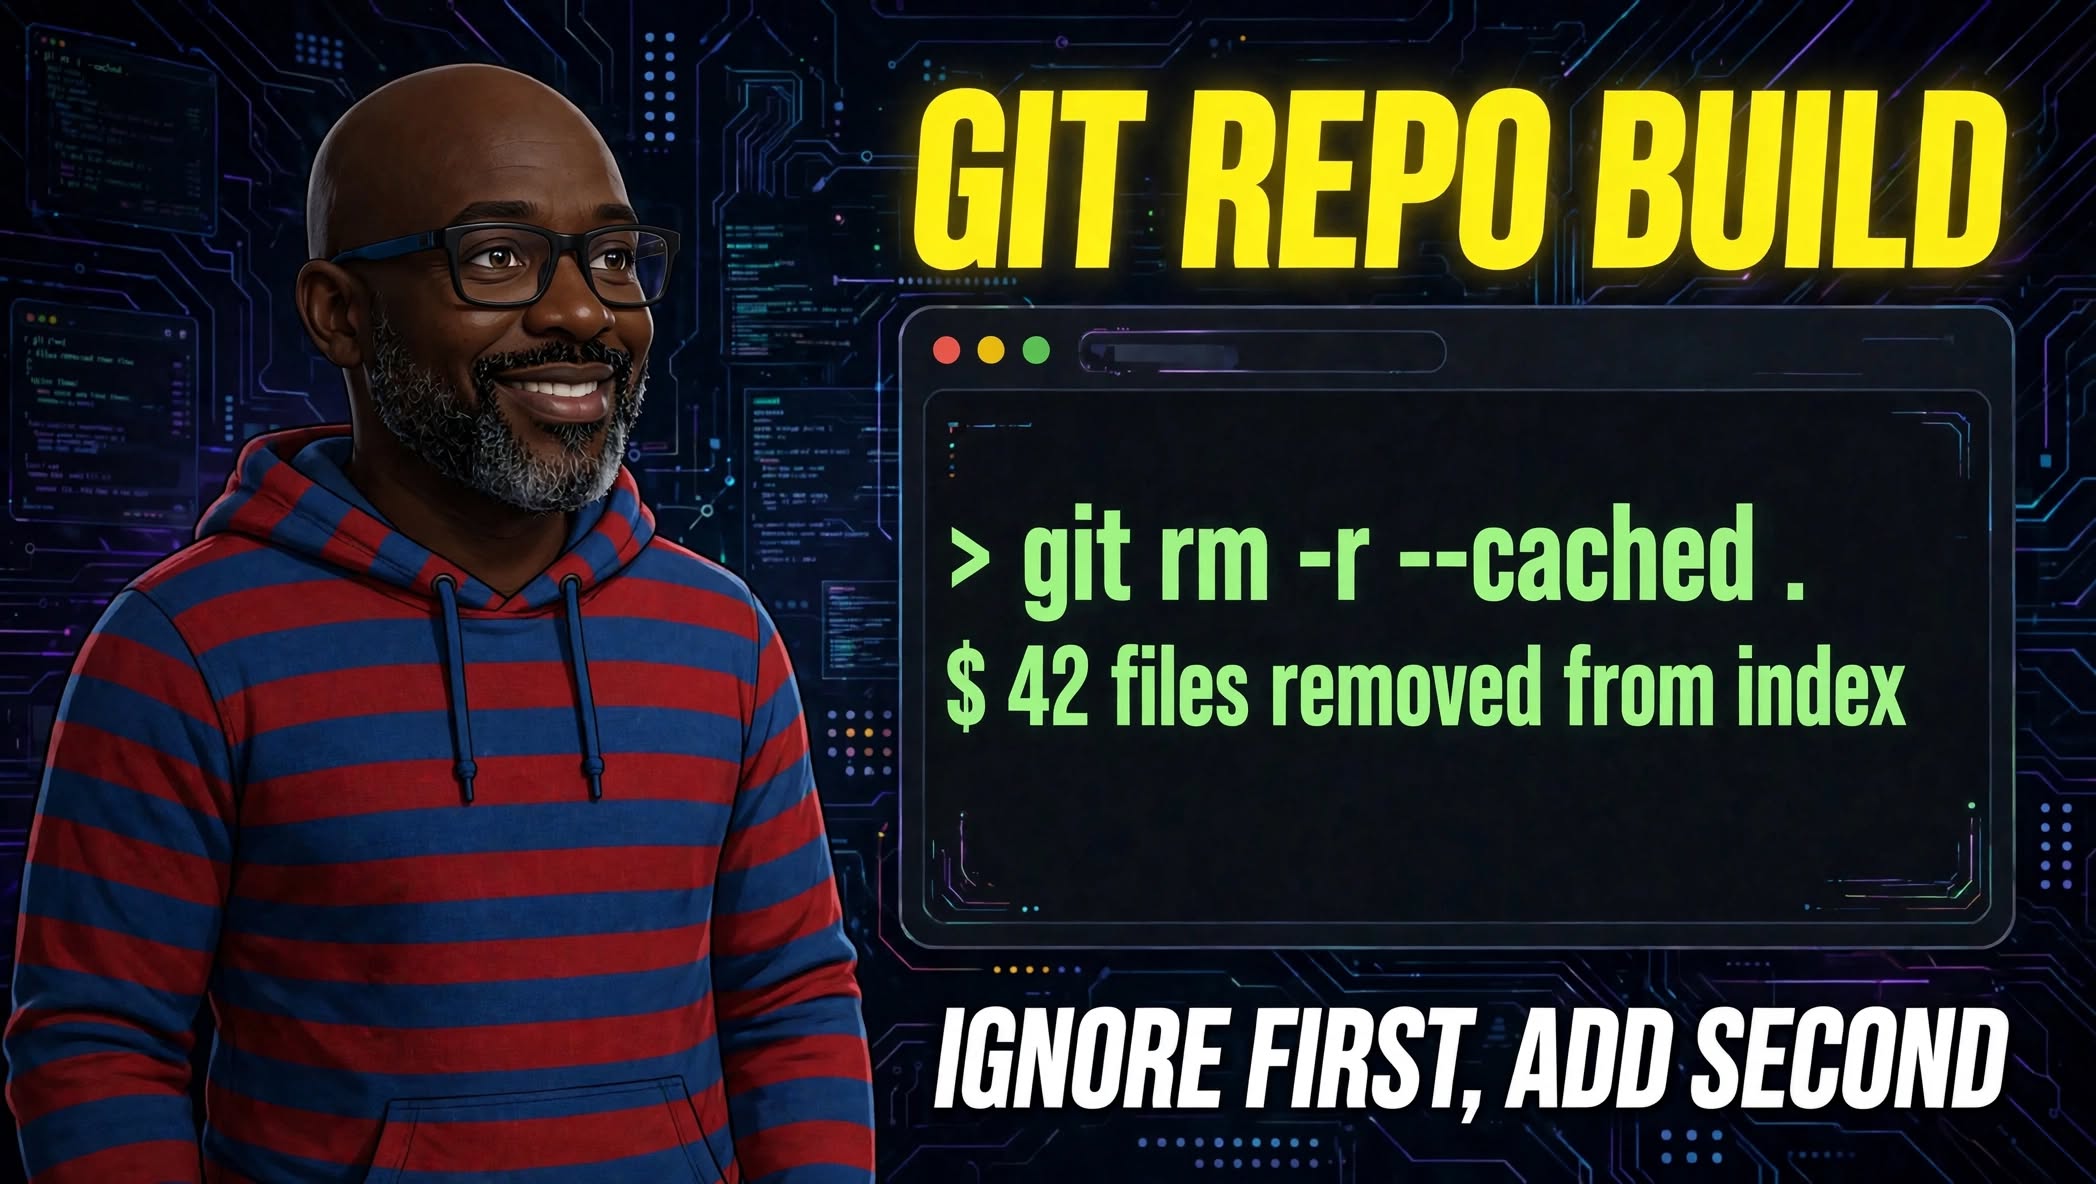 GIT REPO BUILD
> git rm -r --cached .
$ 42 files removed from index
IGNORE FIRST, ADD SECOND